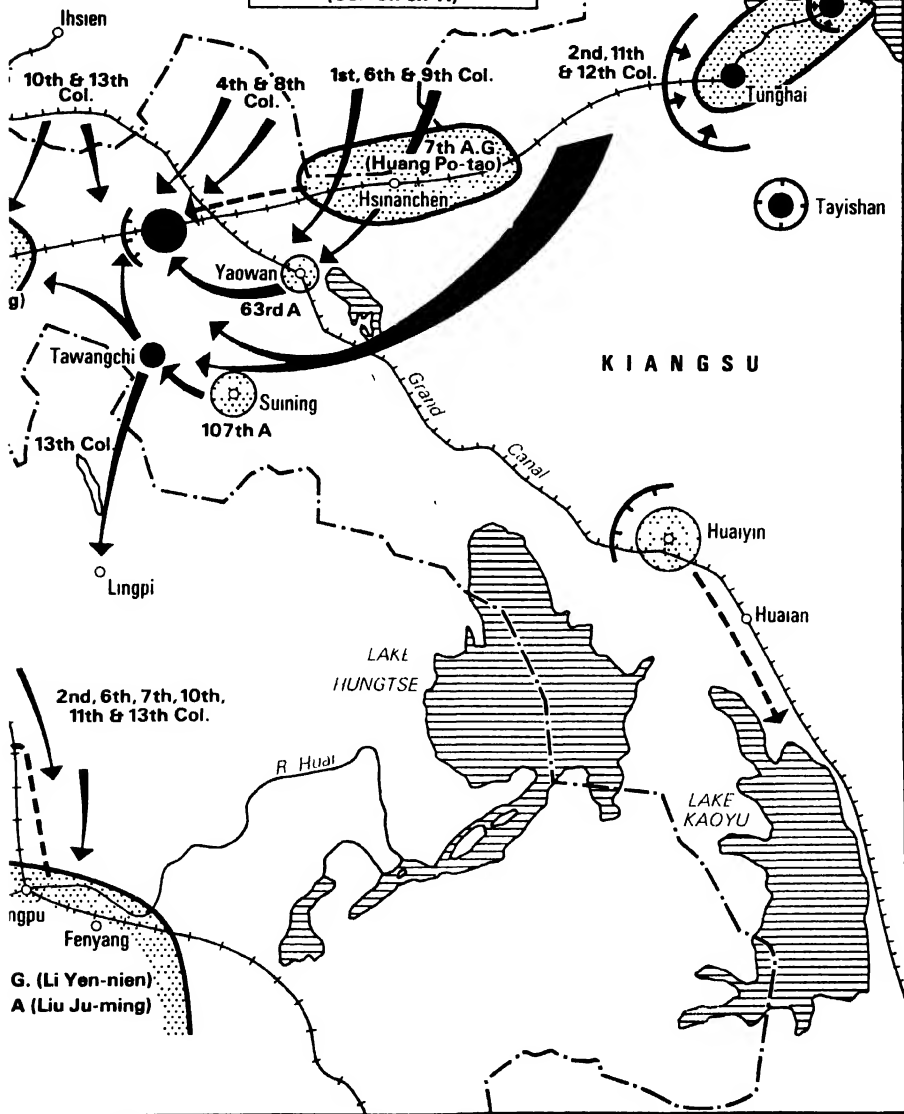 Ihsien
10th & 13th
Col.
4th & 8th
Col.
1st, 6th & 9th Col.
2nd, 11th
& 12th Col.
Tunghai
7th A.G
(Huang Po-tao)
Hsinanchen
Tayishan
Yaowan
63rd A
g)
Tawangchi
KIANGSU
Suining
107th A
Grand
Canal
13th Col.
Lingpi
Huaiyin
Huaian
LAKE
HUNGTSE
2nd, 6th, 7th, 10th,
11th & 13th Col.
R Huai
LAKE
KAOYU
ngpu
Fenyang
G. (Li Yen-nien)
A (Liu Ju-ming)